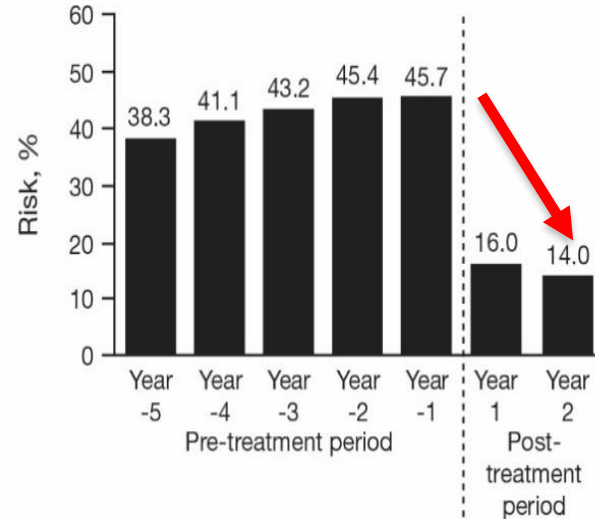 Risk, %
60
50
40
30
20
10
0
38.3
41.1
43.2
45.4
45.7
16.0
14.0
Year -5
Year -4
Year -3
Year -2
Year -1
Year 1
Year 2
Pre-treatment period
Post-
treatment
period